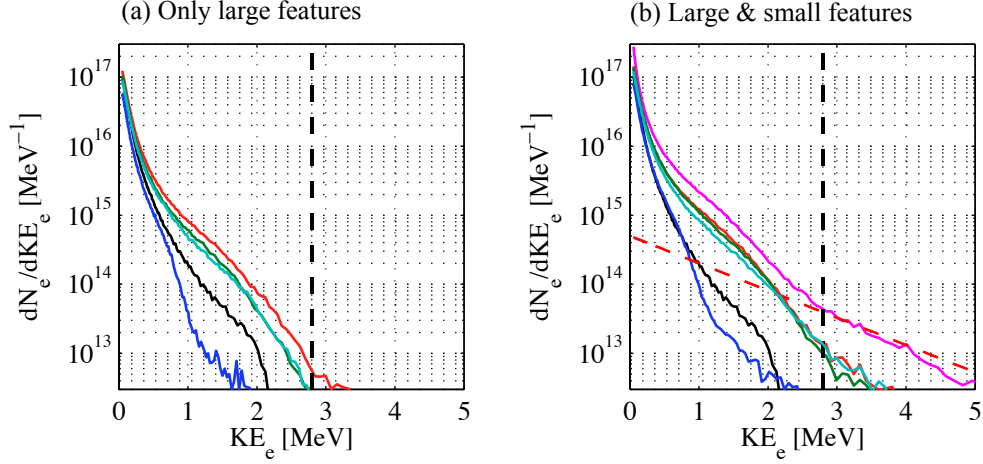 (a) Only large features
(b) Large & small features
dN_e/dKE_e [MeV^−1]
10^17
10^16
10^15
10^14
10^13
0 1 2 3 4 5
KE_e [MeV]
dN_e/dKE_e [MeV^−1]
10^17
10^16
10^15
10^14
10^13
0 1 2 3 4 5
KE_e [MeV]